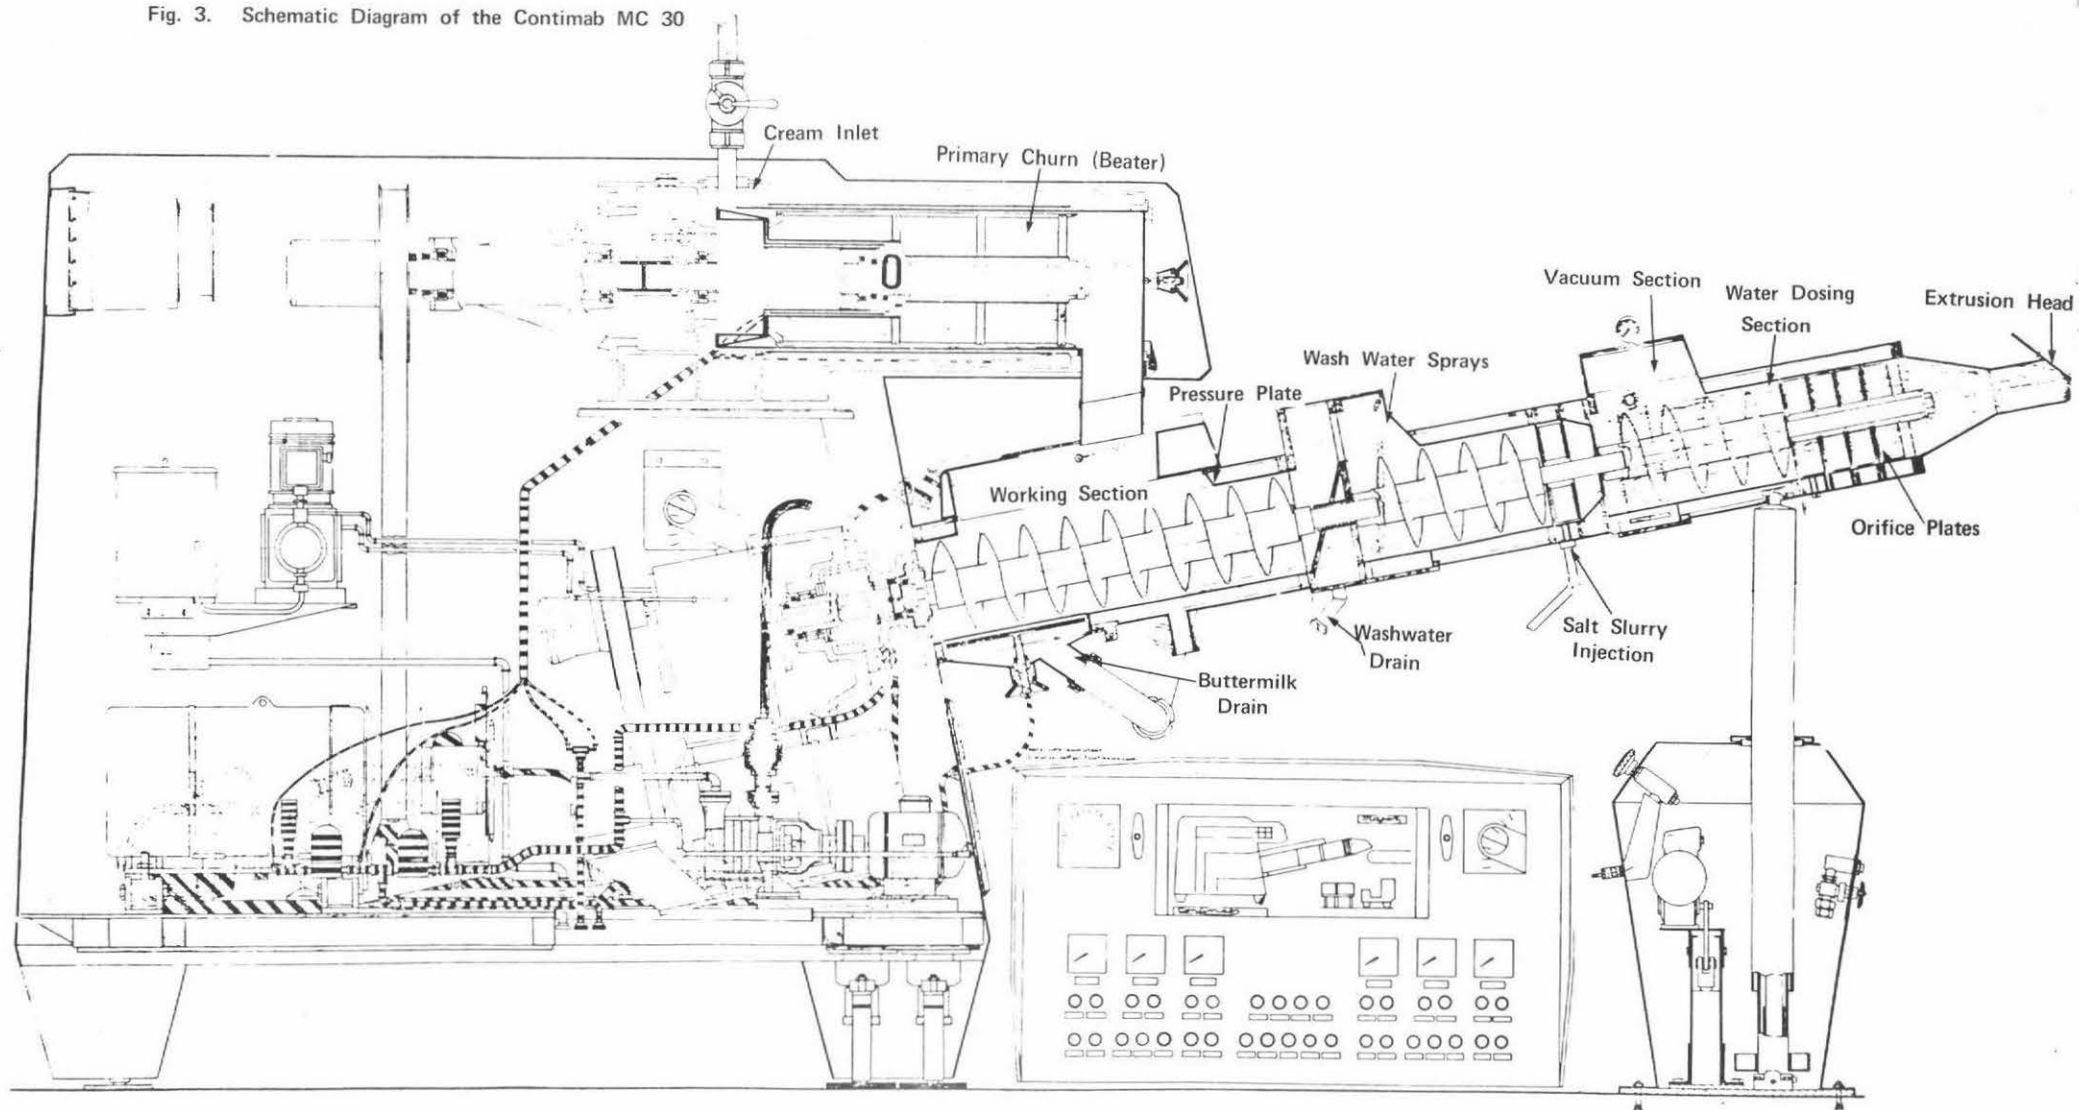 Fig. 3. Schematic Diagram of the Contimab MC 30
Cream Inlet
Primary Churn (Beater)
Vacuum Section
Water Dosing
Section
Extrusion Head
Wash Water Sprays
Pressure Plate
Working Section
Orifice Plates
Salt Slurry
Injection
Washwater
Drain
Buttermilk
Drain